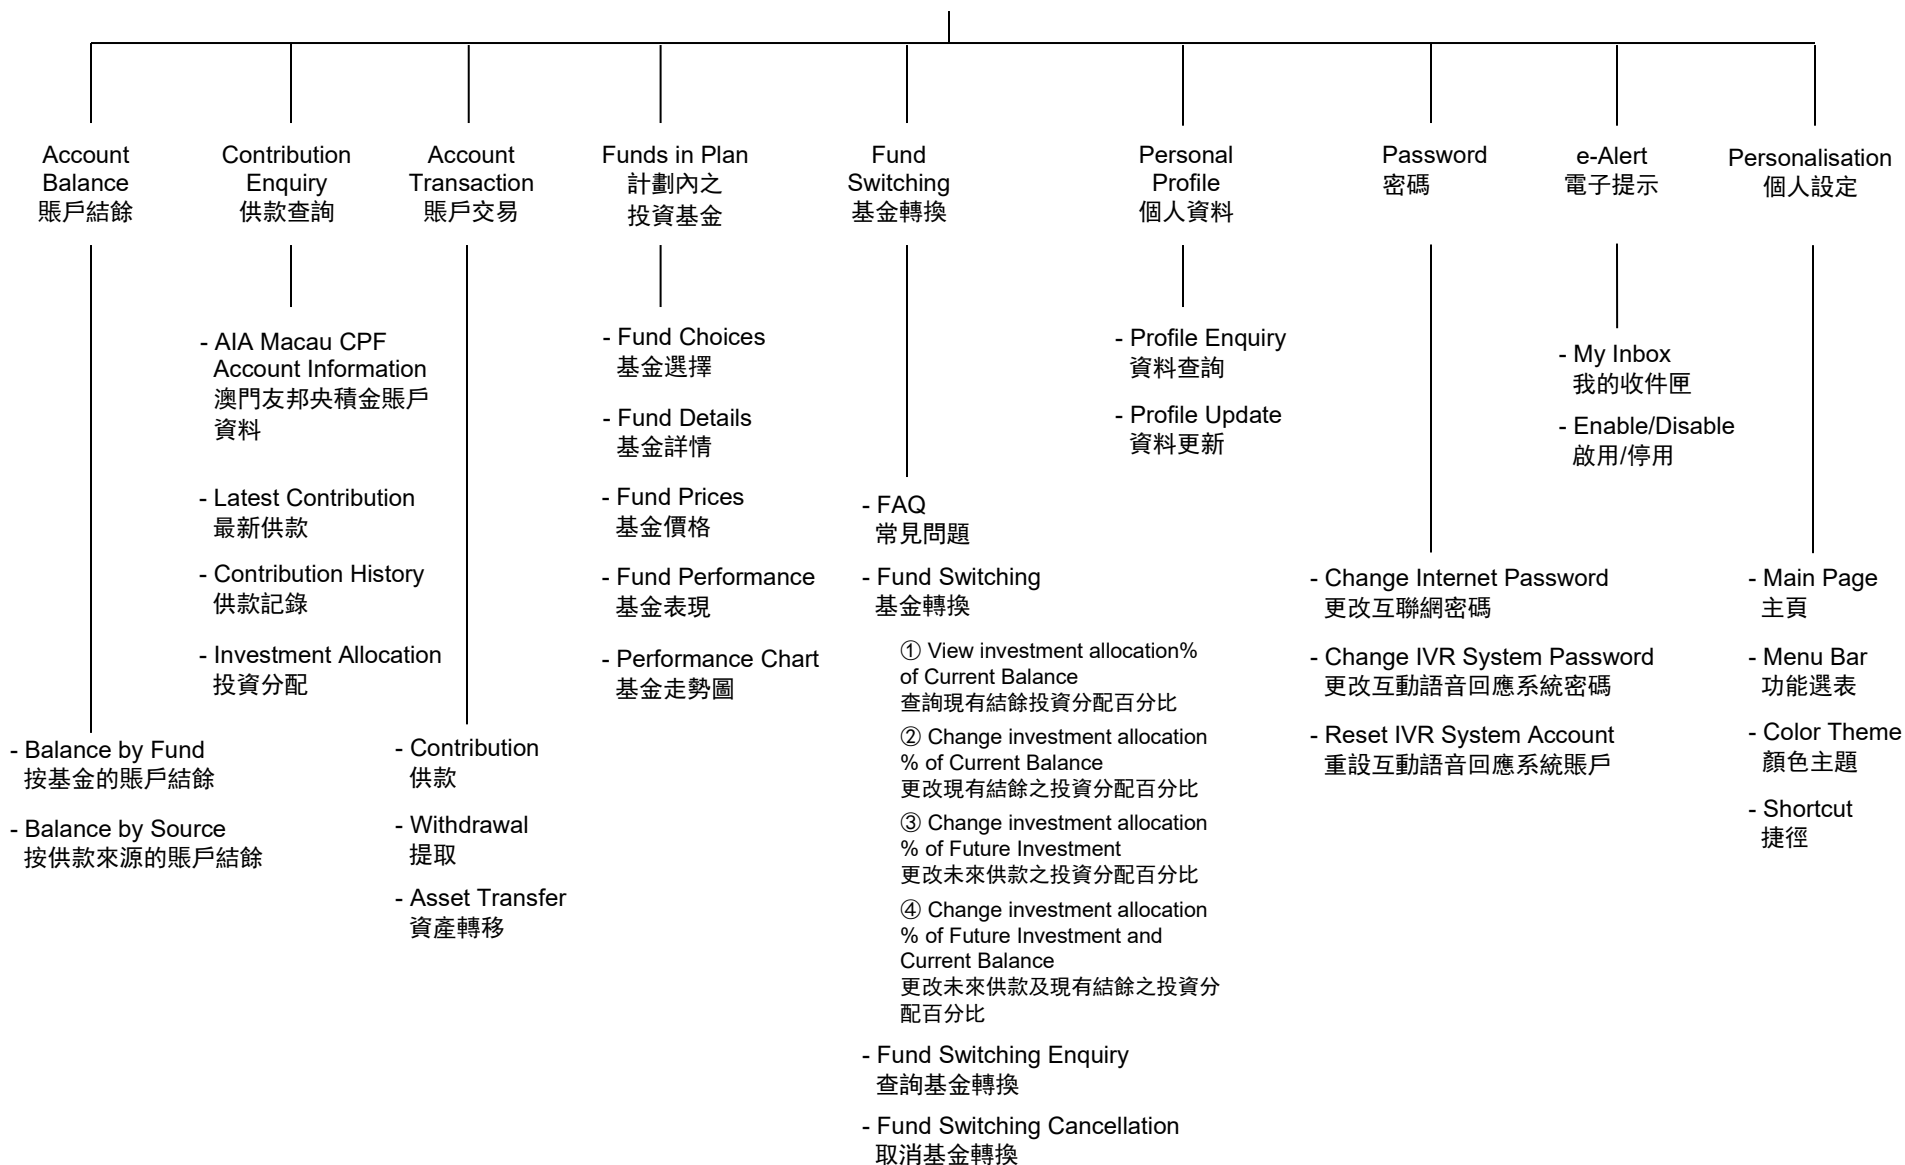 Account
Balance
賬戶結餘
- Balance by Fund
按基金的賬戶結餘
- Balance by Source
按供款來源的賬戶結餘
Contribution
Enquiry
供款查詢
- AIA Macau CPF
Account Information
澳門友邦央積金賬戶
資料
- Latest Contribution
最新供款
- Contribution History
供款記錄
- Investment Allocation
投資分配
Account
Transaction
賬戶交易
- Contribution
供款
- Withdrawal
提取
- Asset Transfer
資產轉移
Funds in Plan
計劃內之
投資基金
- Fund Choices
基金選擇
- Fund Details
基金詳情
- Fund Prices
基金價格
- Fund Performance
基金表現
- Performance Chart
基金走勢圖
Fund
Switching
基金轉換
- FAQ
常見問題
- Fund Switching
基金轉換
① View investment allocation%
of Current Balance
查詢現有結餘投資分配百分比
② Change investment allocation
% of Current Balance
更改現有結餘之投資分配百分比
③ Change investment allocation
% of Future Investment
更改未來供款之投資分配百分比
④ Change investment allocation
% of Future Investment and
Current Balance
更改未來供款及現有結餘之投資分
配百分比
- Fund Switching Enquiry
查詢基金轉換
- Fund Switching Cancellation
取消基金轉換
Personal
Profile
個人資料
- Profile Enquiry
資料查詢
- Profile Update
資料更新
Password
密碼
- Change Internet Password
更改互聯網密碼
- Change IVR System Password
更改互動語音回應系統密碼
- Reset IVR System Account
重設互動語音回應系統賬戶
e-Alert
電子提示
- My Inbox
我的收件匣
- Enable/Disable
啟用/停用
Personalisation
個人設定
- Main Page
主頁
- Menu Bar
功能選表
- Color Theme
顏色主題
- Shortcut
捷徑